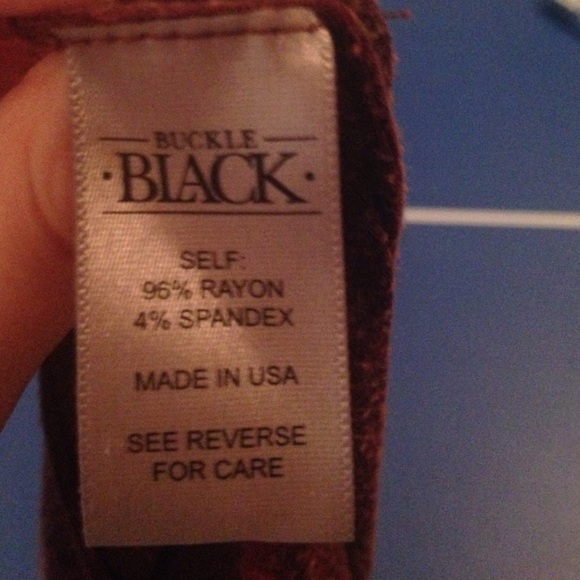 BUCKLE
·BLACK·
SELF:
96% RAYON
4% SPANDEX
MADE IN USA
SEE REVERSE
FOR CARE